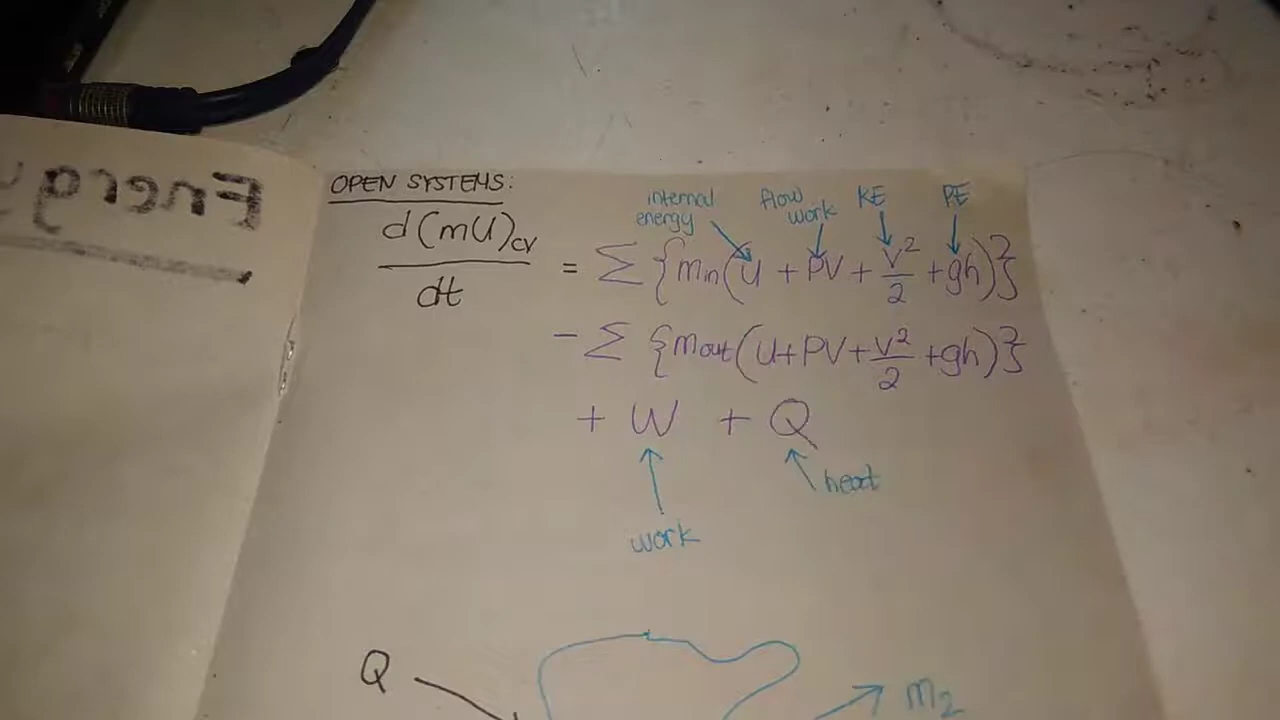 Energ
OPEN SYSTEMS:
internal energy
flow work
KE
PE
d(mU)cv
dt
= Σ {min(U + PV + v²/2 + gh)}
− Σ {mout(U + PV + v²/2 + gh)}
+ W + Q
heat
work
Q
m2